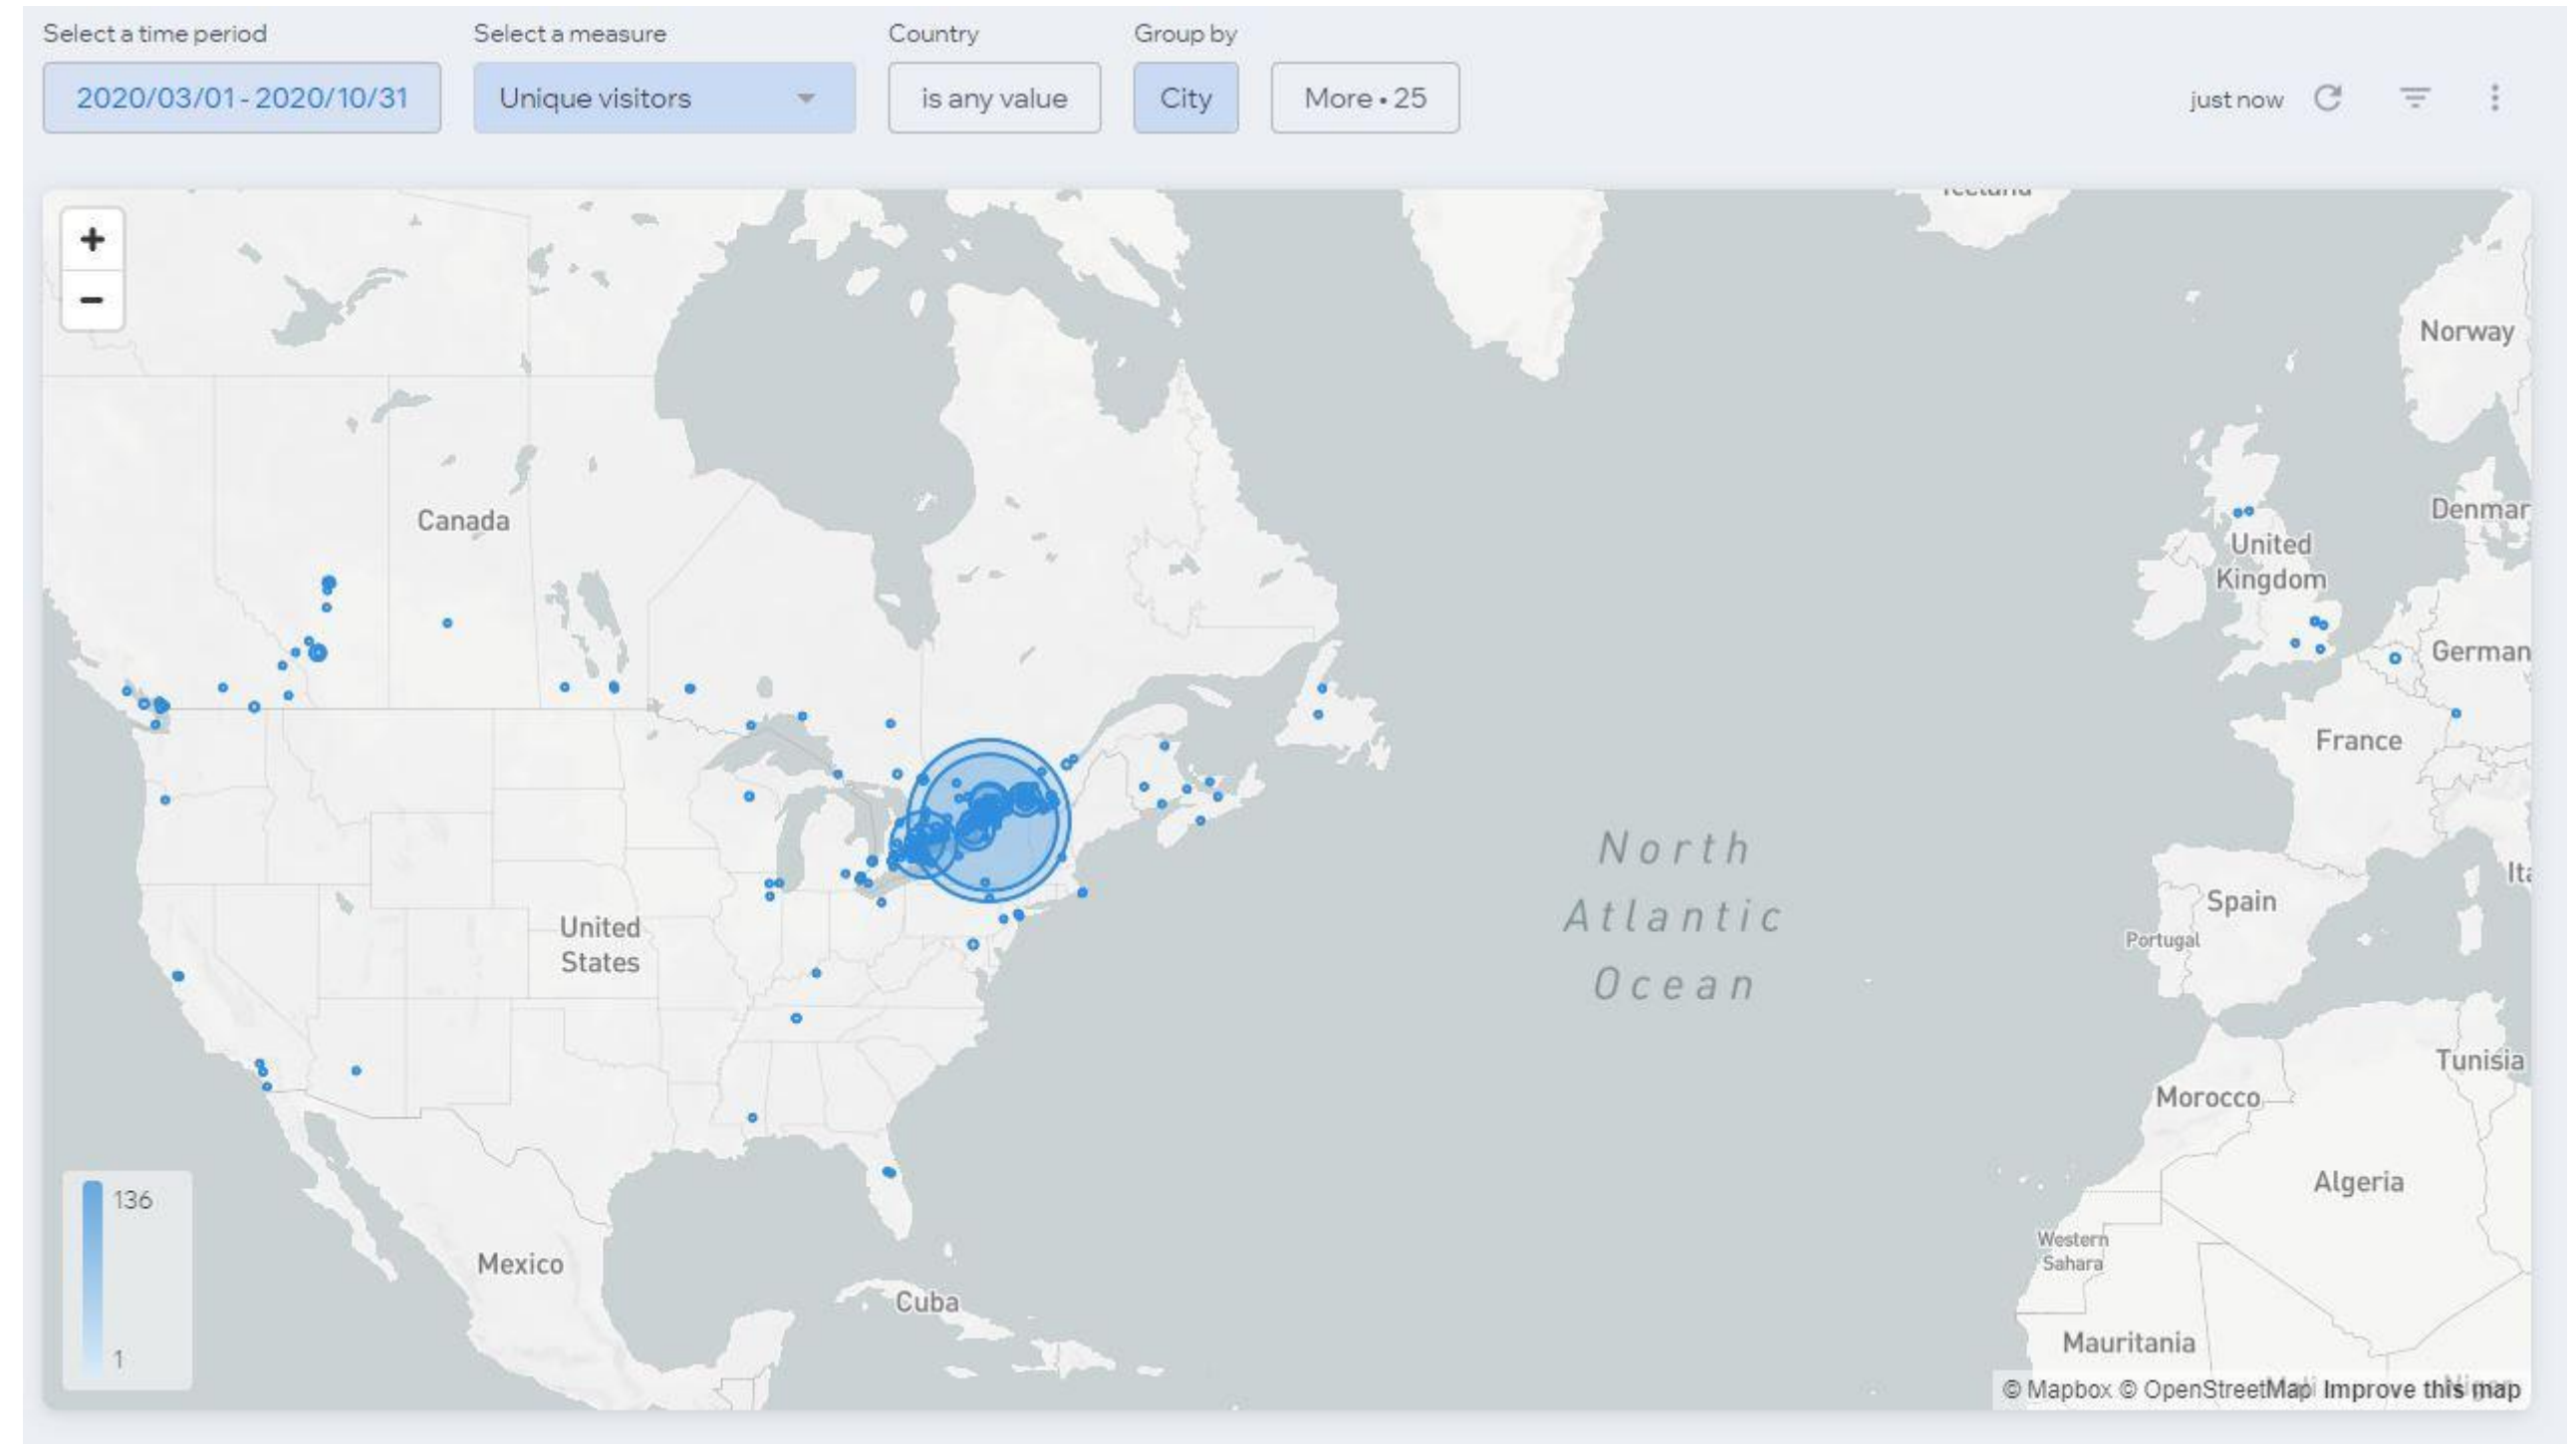 Select a time period
Select a measure
Country
Group by
2020/03/01 - 2020/10/31
Unique visitors
is any value
City
More • 25
just now
+
−
Norway
Canada
Denmar
United
Kingdom
German
France
North
Atlantic
Ocean
Spain
Portugal
Ita
United
States
Tunisia
Morocco
Algeria
136
1
Western
Sahara
Mexico
Cuba
Mauritania
© Mapbox © OpenStreetMap Improve this map